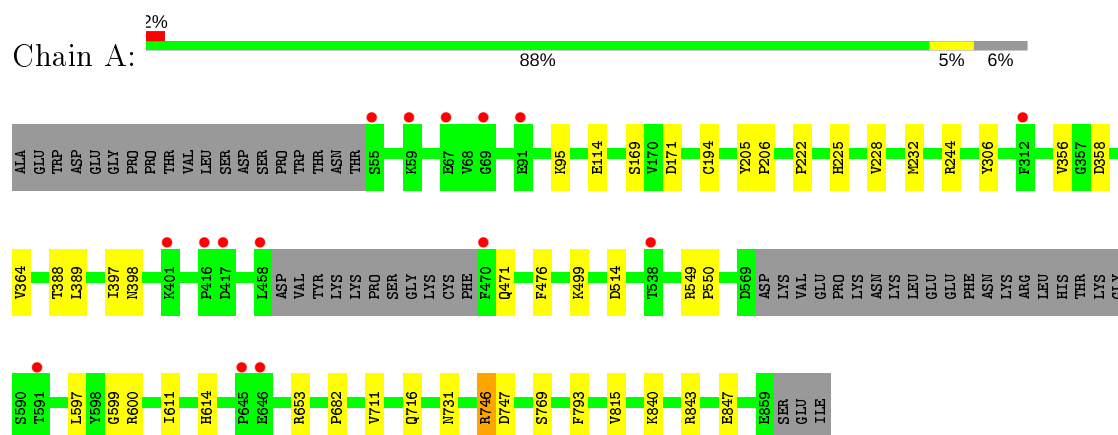 2%
Chain A:
88% 5% 6%
ALA GLU TRP ASP GLU GLY PRO PRO THR VAL LEU SER ASP SER PRO TRP THR ASN THR S55 K59 E67 V68 G69 E91 K95 E114 S169 V170 D171 C194 Y205 P206 P222 H225 V228 M232 R244 Y306 F312 V356 G357 D358
V364 T388 L389 I397 N398 K401 P416 D417 L458 ASP VAL TYR LYS LYS PRO SER GLY LYS CYS PHE F470 Q471 F476 K499 D514 T538 R549 P550 D569 ASP LYS VAL GLU PRO LYS ASN LYS LEU GLU GLU PHE ASN LYS ARG LEU HIS THR LYS GLY
S590 T591 L597 Y598 G599 R600 I611 H614 P645 E646 R653 P682 V711 Q716 N731 R746 D747 S769 F793 V815 K840 R843 E847 E859 SER GLU ILE